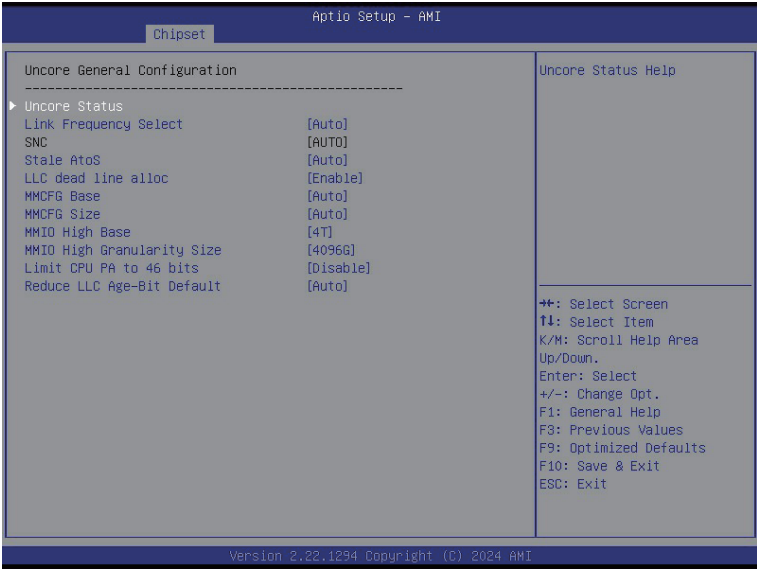 Aptio Setup – AMI
Chipset
Uncore General Configuration
--------------------------------------------------
Uncore Status
Link Frequency Select [Auto]
SNC [AUTO]
Stale AtoS [Auto]
LLC dead line alloc [Enable]
MMCFG Base [Auto]
MMCFG Size [Auto]
MMIO High Base [4T]
MMIO High Granularity Size [4096G]
Limit CPU PA to 46 bits [Disable]
Reduce LLC Age-Bit Default [Auto]
Uncore Status Help
→←: Select Screen
↑↓: Select Item
K/M: Scroll Help Area
Up/Down.
Enter: Select
+/-: Change Opt.
F1: General Help
F3: Previous Values
F9: Optimized Defaults
F10: Save & Exit
ESC: Exit
Version 2.22.1294 Copyright (C) 2024 AMI